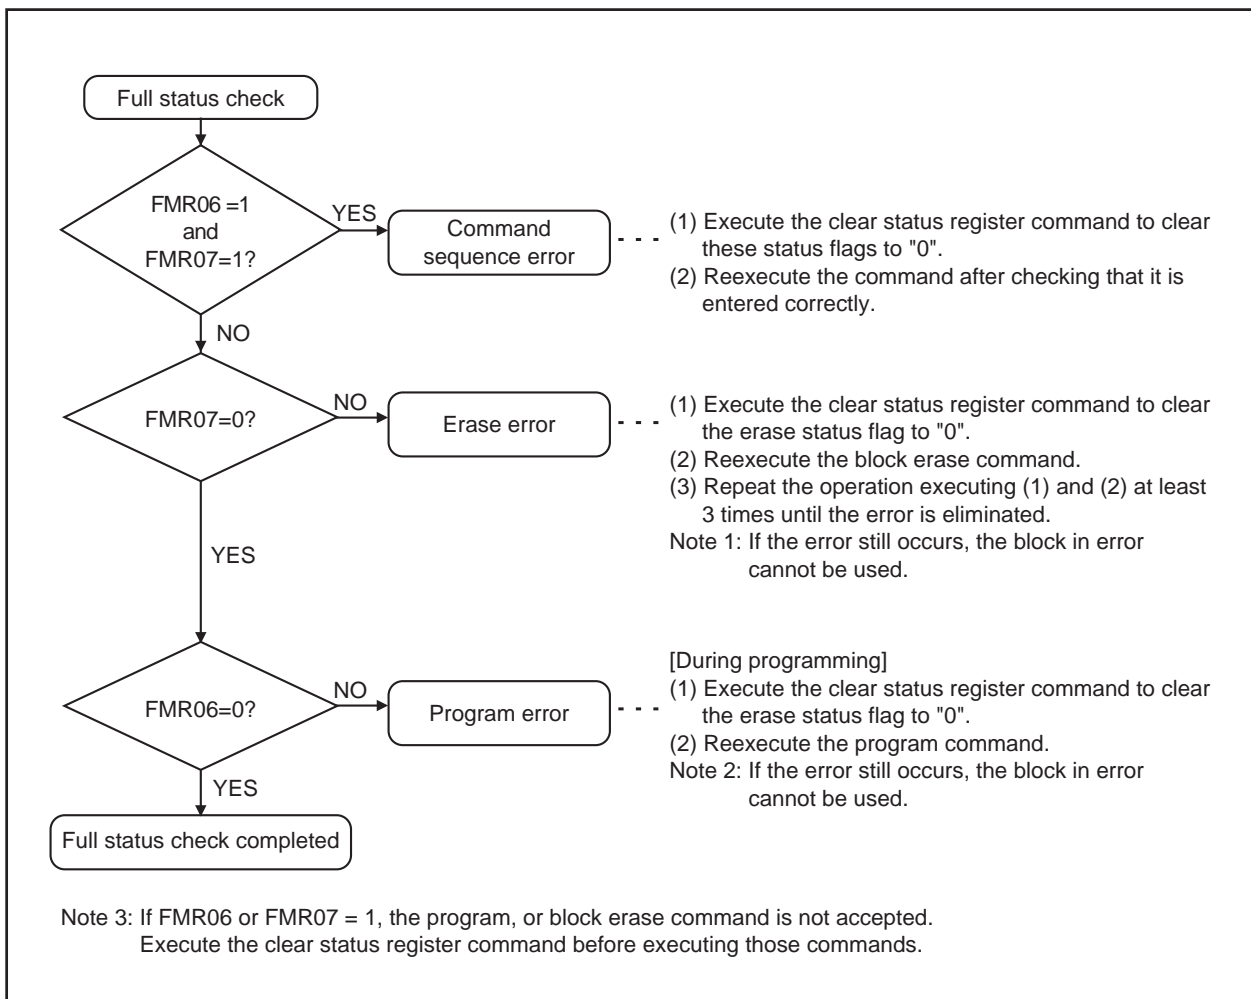 Full status check
FMR06 =1
and
FMR07=1?
YES
Command
sequence error
(1) Execute the clear status register command to clear
these status flags to "0".
(2) Reexecute the command after checking that it is
entered correctly.
NO
FMR07=0?
NO
Erase error
(1) Execute the clear status register command to clear
the erase status flag to "0".
(2) Reexecute the block erase command.
(3) Repeat the operation executing (1) and (2) at least
3 times until the error is eliminated.
Note 1: If the error still occurs, the block in error
cannot be used.
YES
FMR06=0?
NO
Program error
[During programming]
(1) Execute the clear status register command to clear
the erase status flag to "0".
(2) Reexecute the program command.
Note 2: If the error still occurs, the block in error
cannot be used.
YES
Full status check completed
Note 3: If FMR06 or FMR07 = 1, the program, or block erase command is not accepted.
Execute the clear status register command before executing those commands.